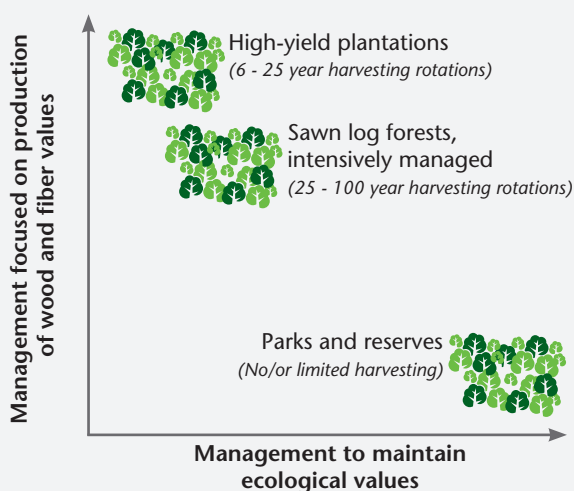 High-yield plantations
(6 - 25 year harvesting rotations)
Sawn log forests,
intensively managed
(25 - 100 year harvesting rotations)
Management focused on production
of wood and fiber values
Parks and reserves
(No/or limited harvesting)
Management to maintain
ecological values